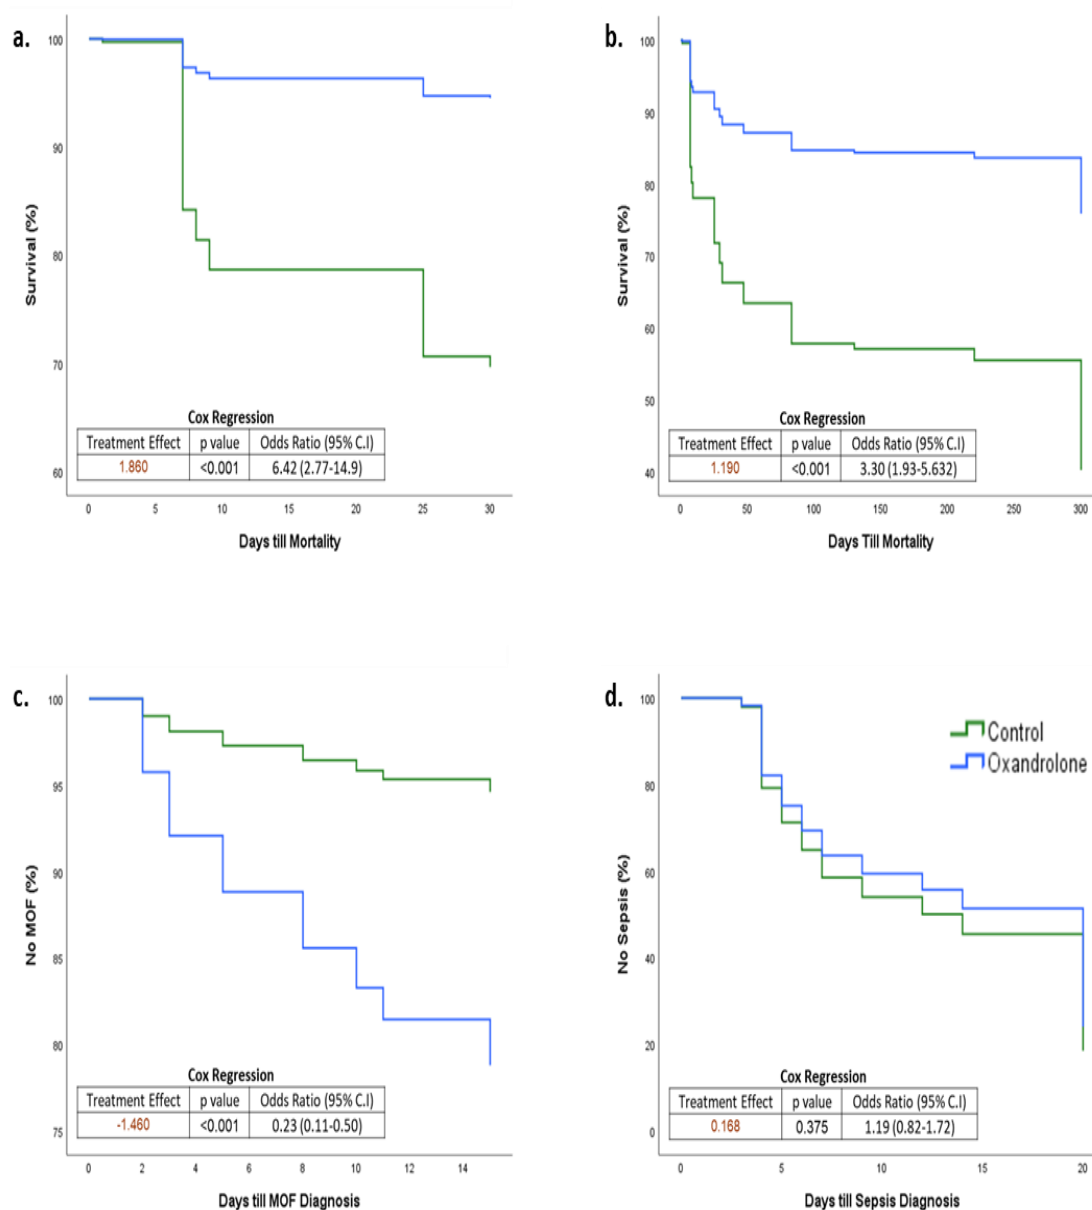 a.
100
90
80
70
60
Survival (%)
Cox Regression
Treatment Effect p value Odds Ratio (95% C.I)
1.860 <0.001 6.42 (2.77-14.9)
0 5 10 15 20 25 30
Days till Mortality
b.
100
90
80
70
60
50
40
Survival (%)
Cox Regression
Treatment Effect p value Odds Ratio (95% C.I)
1.190 <0.001 3.30 (1.93-5.632)
0 50 100 150 200 250 300
Days Till Mortality
c.
100
95
90
85
80
75
No MOF (%)
Cox Regression
Treatment Effect p value Odds Ratio (95% C.I)
-1.460 <0.001 0.23 (0.11-0.50)
0 2 4 6 8 10 12 14
Days till MOF Diagnosis
d.
100
80
60
40
20
0
No Sepsis (%)
Control
Oxandrolone
Cox Regression
Treatment Effect p value Odds Ratio (95% C.I)
0.168 0.375 1.19 (0.82-1.72)
0 5 10 15 20
Days till Sepsis Diagnosis